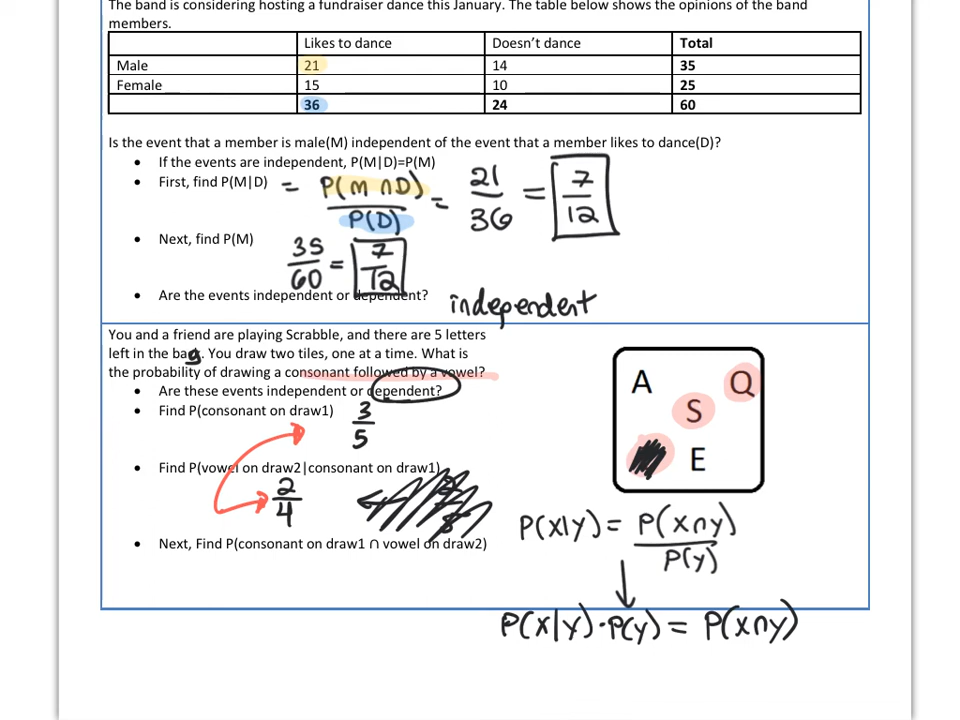 The band is considering hosting a fundraiser dance this January. The table below shows the opinions of the band
members.
Likes to dance Doesn't dance Total
Male 21 14 35
Female 15 10 25
36 24 60
Is the event that a member is male(M) independent of the event that a member likes to dance(D)?
• If the events are independent, P(M|D)=P(M)
• First, find P(M|D) = P(M ∩ D)/P(D) = 21/36 = 7/12
• Next, find P(M)
35/60 = 7/12
• Are the events independent or dependent? independent
You and a friend are playing Scrabble, and there are 5 letters
left in the bag. You draw two tiles, one at a time. What is
the probability of drawing a consonant followed by a vowel?
• Are these events independent or dependent?
• Find P(consonant on draw1) 3/5
• Find P(vowel on draw2|consonant on draw1)
2/4
• Next, Find P(consonant on draw1 ∩ vowel on draw2)
A Q
S
E
P(x|y) = P(x∩y)/P(y)
P(x|y)·P(y) = P(x∩y)